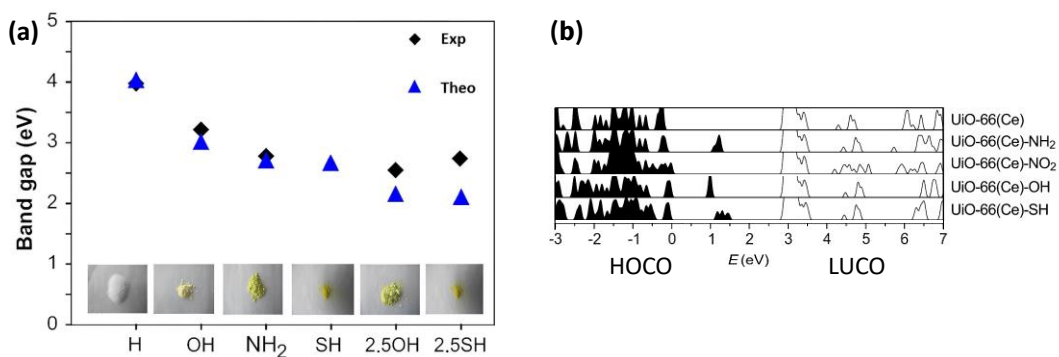 (a)
Band gap (eV)
5
4
3
2
1
0
Exp
Theo
H OH NH₂ SH 2.5OH 2.5SH
(b)
UiO-66(Ce)
UiO-66(Ce)-NH₂
UiO-66(Ce)-NO₂
UiO-66(Ce)-OH
UiO-66(Ce)-SH
-3 -2 -1 0 1 2 3 4 5 6 7
HOCO E (eV) LUCO